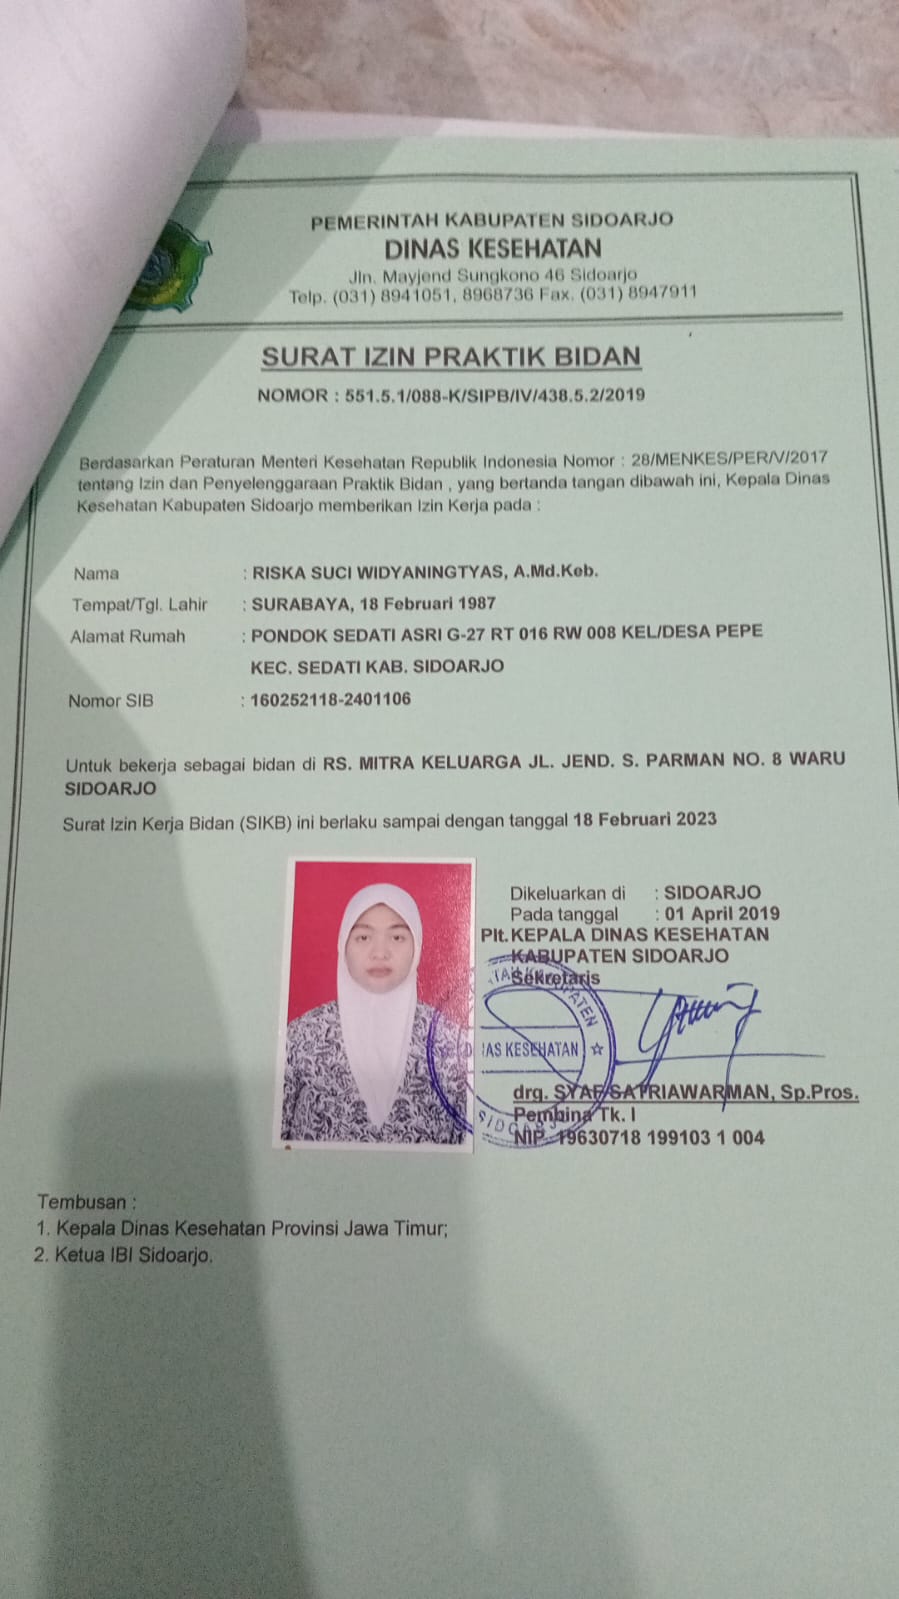 PEMERINTAH KABUPATEN SIDOARJO
DINAS KESEHATAN
Jln. Mayjend Sungkono 46 Sidoarjo
Telp. (031) 8941051, 8968736 Fax. (031) 8947911
SURAT IZIN PRAKTIK BIDAN
NOMOR : 551.5.1/088-K/SIPB/IV/438.5.2/2019
Berdasarkan Peraturan Menteri Kesehatan Republik Indonesia Nomor : 28/MENKES/PER/V/2017
tentang Izin dan Penyelenggaraan Praktik Bidan , yang bertanda tangan dibawah ini, Kepala Dinas
Kesehatan Kabupaten Sidoarjo memberikan Izin Kerja pada :
Nama : RISKA SUCI WIDYANINGTYAS, A.Md.Keb.
Tempat/Tgl. Lahir : SURABAYA, 18 Februari 1987
Alamat Rumah : PONDOK SEDATI ASRI G-27 RT 016 RW 008 KEL/DESA PEPE
KEC. SEDATI KAB. SIDOARJO
Nomor SIB : 160252118-2401106
Untuk bekerja sebagai bidan di RS. MITRA KELUARGA JL. JEND. S. PARMAN NO. 8 WARU
SIDOARJO
Surat Izin Kerja Bidan (SIKB) ini berlaku sampai dengan tanggal 18 Februari 2023
Dikeluarkan di : SIDOARJO
Pada tanggal : 01 April 2019
Plt. KEPALA DINAS KESEHATAN
KABUPATEN SIDOARJO
Sekretaris
NAS KESEHATAN
drg. SYAF SATRIAWARMAN, Sp.Pros.
Pembina Tk. I
NIP. 19630718 199103 1 004
Tembusan :
1. Kepala Dinas Kesehatan Provinsi Jawa Timur;
2. Ketua IBI Sidoarjo.